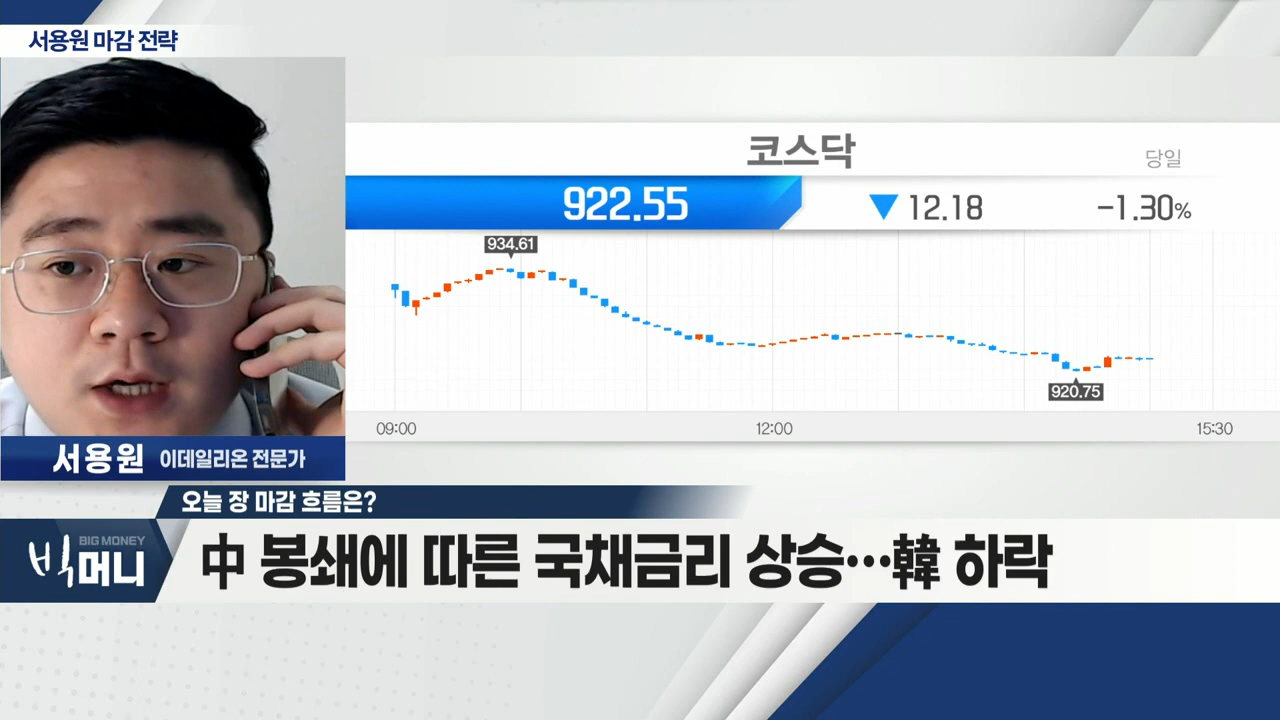 서용원 마감 전략
코스닥
당일
922.55 ▼ 12.18 -1.30%
934.61
920.75
09:00 12:00 15:30
서용원 이데일리온 전문가
오늘 장 마감 흐름은?
BIG MONEY
빅머니
中 봉쇄에 따른 국채금리 상승…韓 하락